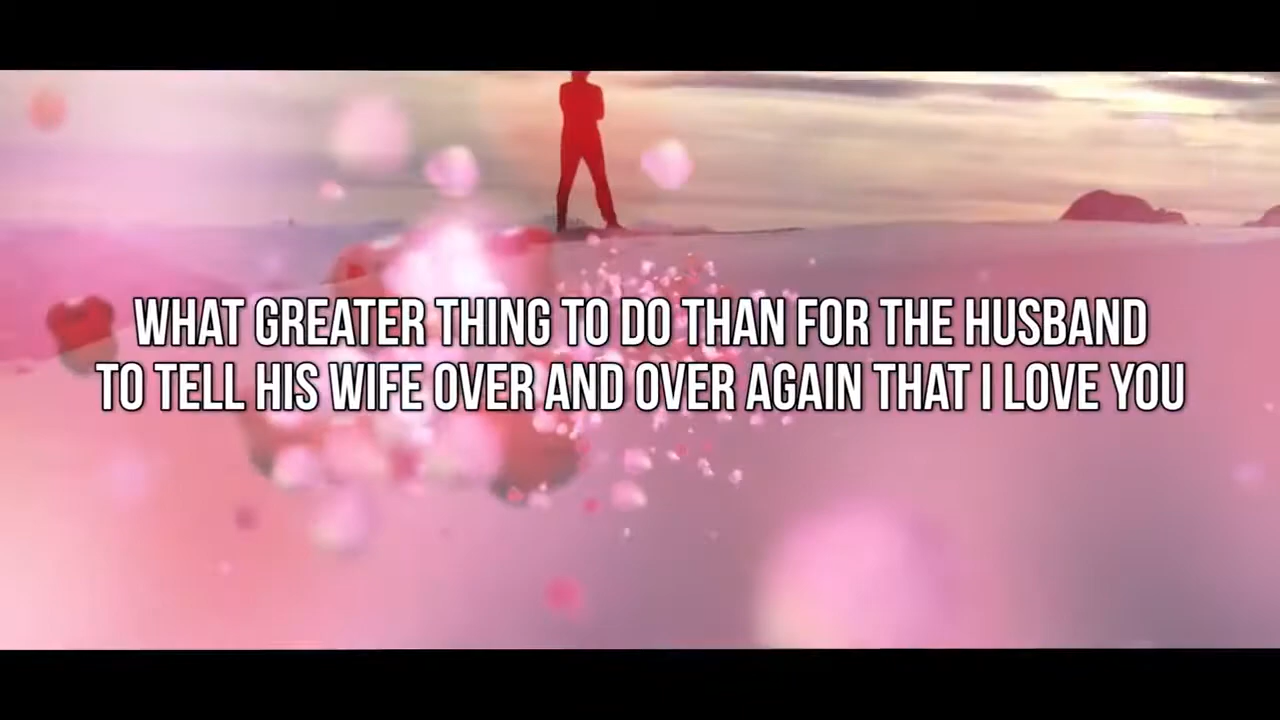 WHAT GREATER THING TO DO THAN FOR THE HUSBAND
TO TELL HIS WIFE OVER AND OVER AGAIN THAT I LOVE YOU